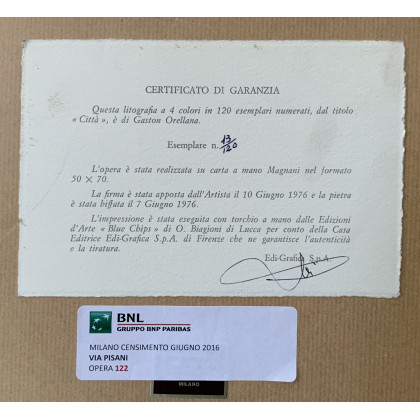 CERTIFICATO DI GARANZIA
Questa litografia a 4 colori in 120 esemplari numerati, dal titolo
« Città », è di Gaston Orellana.
Esemplare n. 13/120
L'opera è stata realizzata su carta a mano Magnani nel formato
50 × 70.
La firma è stata apposta dall'Artista il 10 Giugno 1976 e la pietra
è stata biffata il 7 Giugno 1976.
L'impressione è stata eseguita con torchio a mano dalle Edizioni
d'Arte « Blue Chips » di O. Biagioni di Lucca per conto della Casa
Editrice Edi-Grafica S.p.A. di Firenze che ne garantisce l'autenticità
e la tiratura.
Edi-Grafica S.p.A.
BNL
GRUPPO BNP PARIBAS
MILANO CENSIMENTO GIUGNO 2016
VIA PISANI
OPERA 122
MILANO